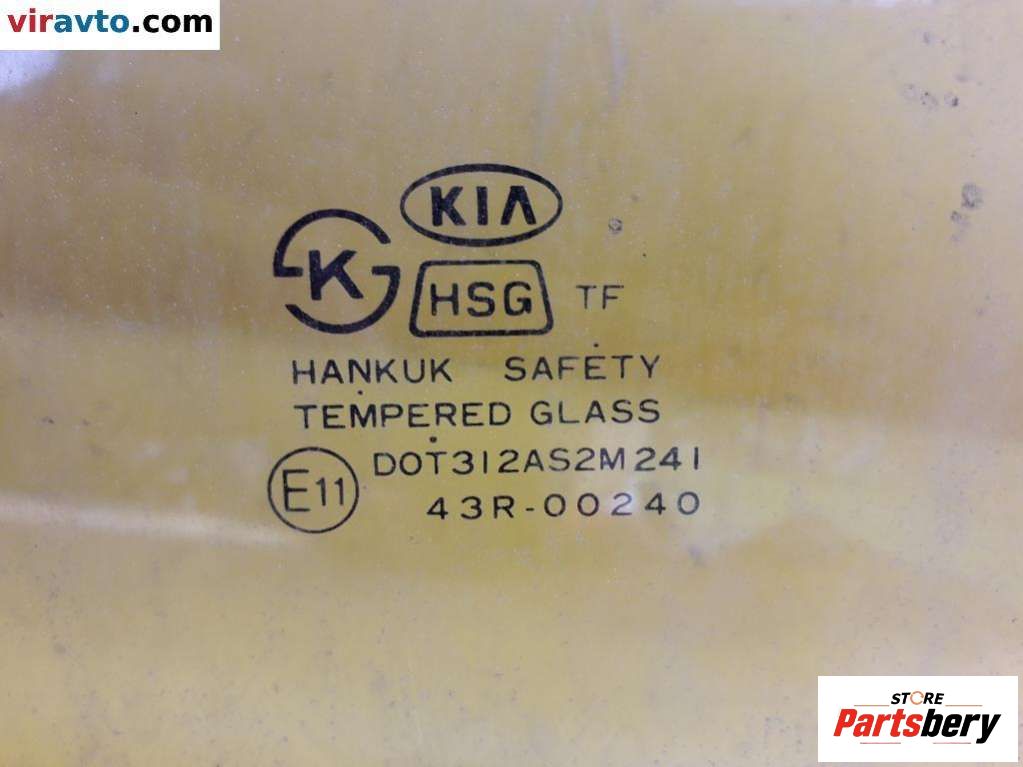 viravto.com
KIA
K
HSG TF
HANKUK SAFETY
TEMPERED GLASS
E11 DOT312AS2M241
43R-00240
STORE
Partsbery